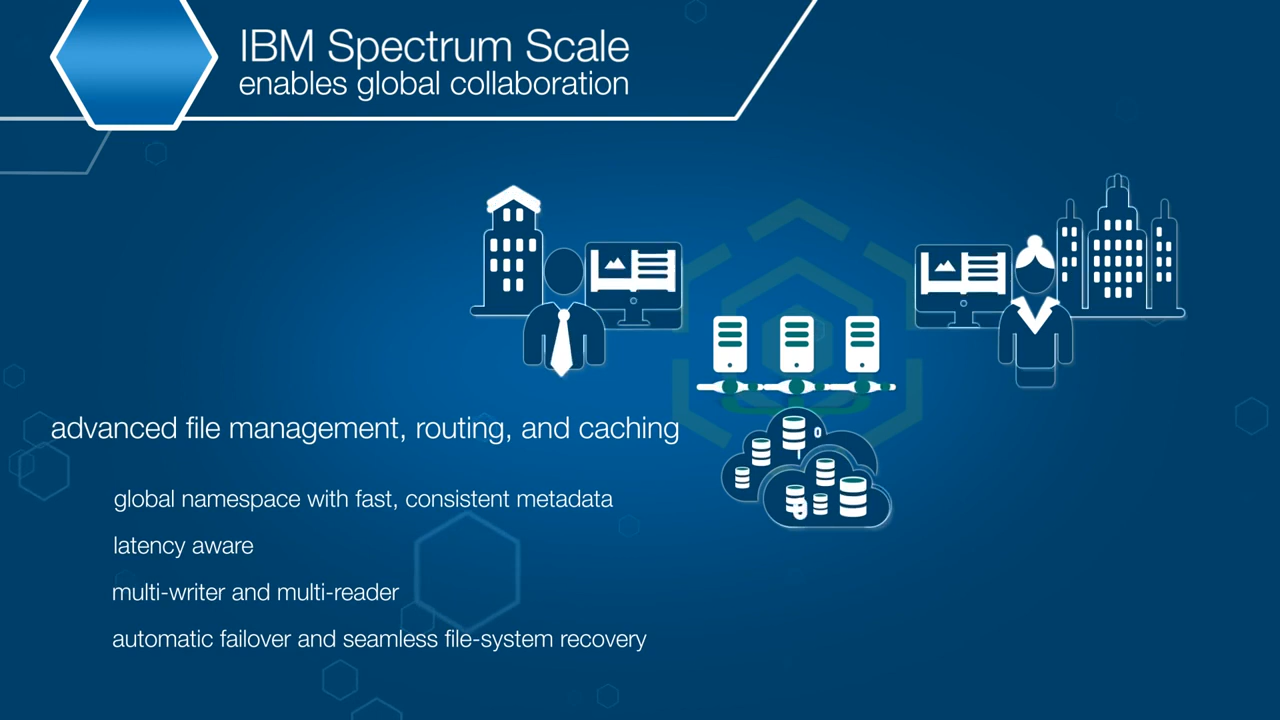 IBM Spectrum Scale
enables global collaboration
advanced file management, routing, and caching
global namespace with fast, consistent metadata
latency aware
multi-writer and multi-reader
automatic failover and seamless file-system recovery